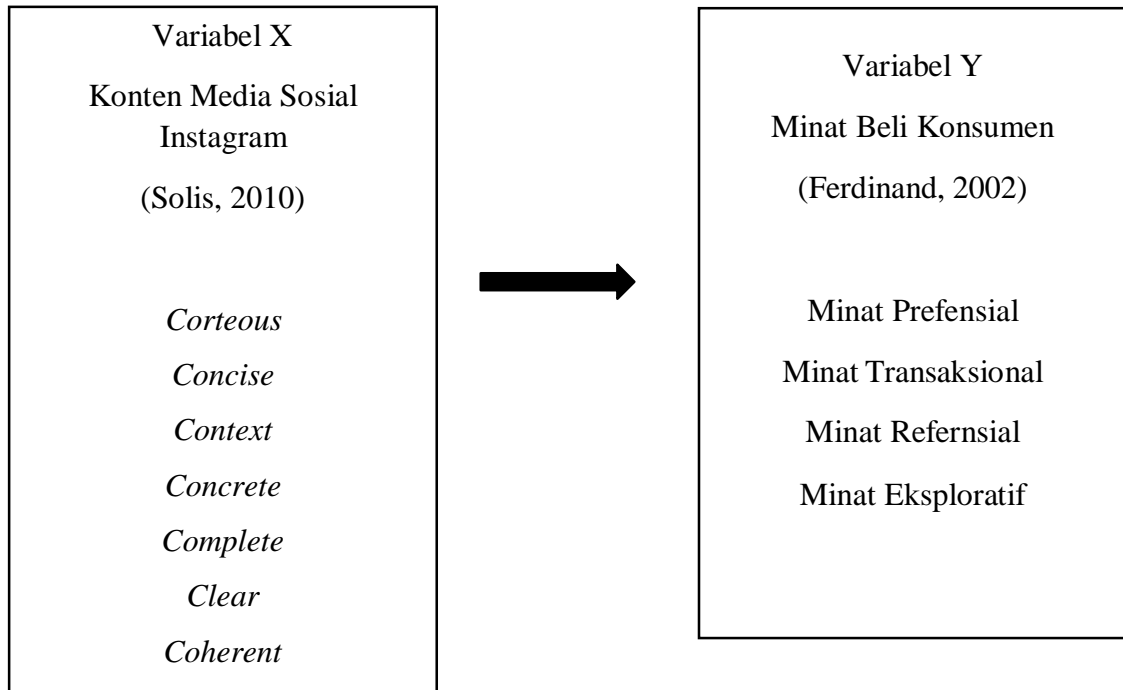 Variabel X
Konten Media Sosial
Instagram
(Solis, 2010)
Corteous
Concise
Context
Concrete
Complete
Clear
Coherent
Variabel Y
Minat Beli Konsumen
(Ferdinand, 2002)
Minat Prefensial
Minat Transaksional
Minat Refernsial
Minat Eksploratif